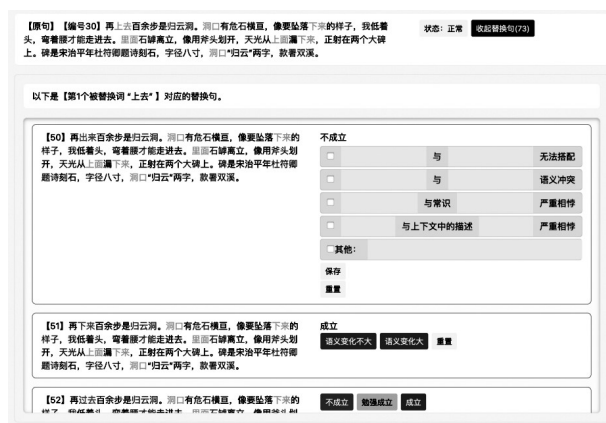 【原句】【编号30】再上去百余步是归云洞。洞口有危石横亘，像要坠落下来的样子，我低着
头，弯着腰才能走进去。里面石罅离立，像用斧头划开，天光从上面漏下来，正射在两个大碑
上。碑是宋治平年杜符卿题诗刻石，字径八寸，洞口“归云”两字，款署双溪。
状态：正常 收起替换句(73)
以下是【第1个被替换词 “上去” 】对应的替换句。
【50】再出来百余步是归云洞。洞口有危石横亘，像要坠落下来的
样子，我低着头，弯着腰才能走进去。里面石罅离立，像用斧头划
开，天光从上面漏下来，正射在两个大碑上。碑是宋治平年杜符卿
题诗刻石，字径八寸，洞口“归云”两字，款署双溪。
不成立
与 无法搭配
与 语义冲突
与常识 严重相悖
与上下文中的描述 严重相悖
其他：
保存
重置
【51】再下来百余步是归云洞。洞口有危石横亘，像要坠落下来的
样子，我低着头，弯着腰才能走进去。里面石罅离立，像用斧头划
开，天光从上面漏下来，正射在两个大碑上。碑是宋治平年杜符卿
题诗刻石，字径八寸，洞口“归云”两字，款署双溪。
成立
语义变化不大 语义变化大 重置
【52】再过去百余步是归云洞。洞口有危石横亘，像要坠落下来的
不成立 勉强成立 成立